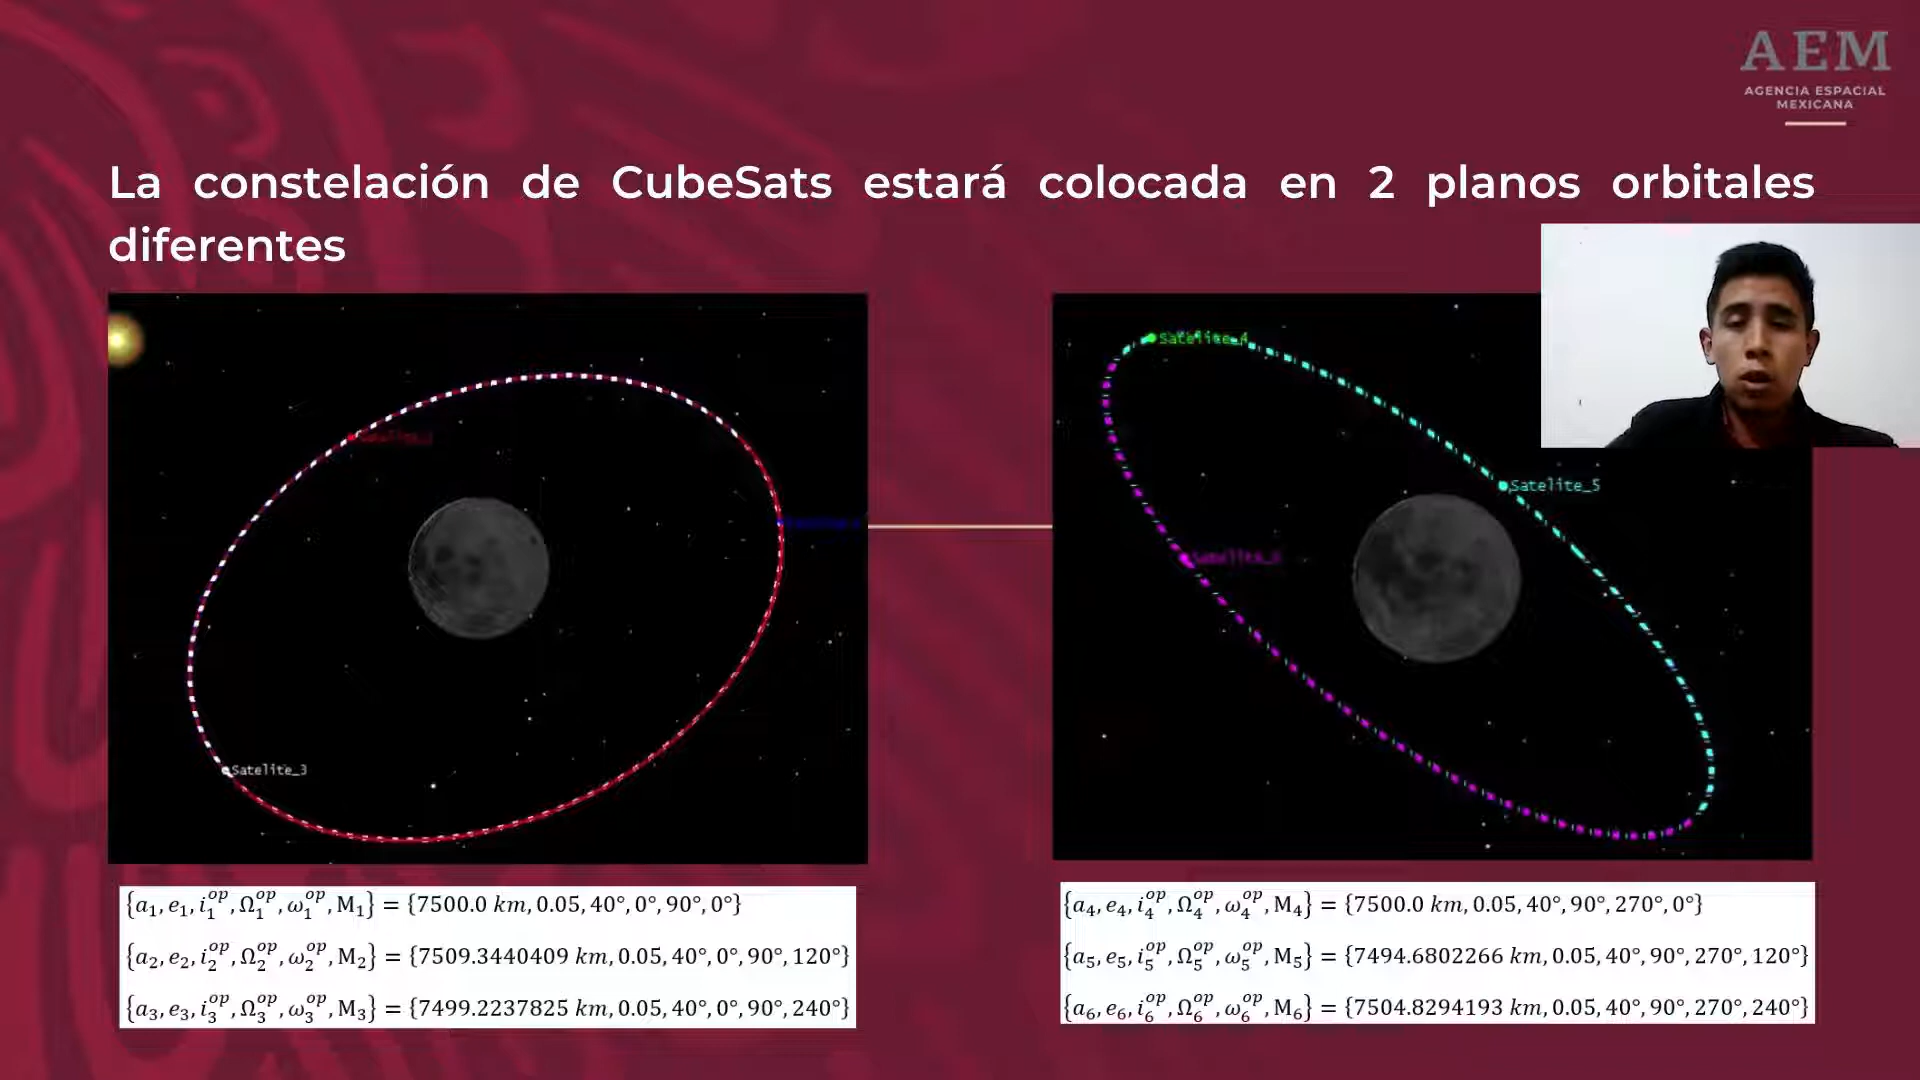 AEM
AGENCIA ESPACIAL
MEXICANA
La constelación de CubeSats estará colocada en 2 planos orbitales
diferentes
Satelite_3
Satelite_4
Satelite_5
{a₁, e₁, i₁ᵒᵖ, Ω₁ᵒᵖ, ω₁ᵒᵖ, M₁} = {7500.0 km, 0.05, 40°, 0°, 90°, 0°}
{a₂, e₂, i₂ᵒᵖ, Ω₂ᵒᵖ, ω₂ᵒᵖ, M₂} = {7509.3440409 km, 0.05, 40°, 0°, 90°, 120°}
{a₃, e₃, i₃ᵒᵖ, Ω₃ᵒᵖ, ω₃ᵒᵖ, M₃} = {7499.2237825 km, 0.05, 40°, 0°, 90°, 240°}
{a₄, e₄, i₄ᵒᵖ, Ω₄ᵒᵖ, ω₄ᵒᵖ, M₄} = {7500.0 km, 0.05, 40°, 90°, 270°, 0°}
{a₅, e₅, i₅ᵒᵖ, Ω₅ᵒᵖ, ω₅ᵒᵖ, M₅} = {7494.6802266 km, 0.05, 40°, 90°, 270°, 120°}
{a₆, e₆, i₆ᵒᵖ, Ω₆ᵒᵖ, ω₆ᵒᵖ, M₆} = {7504.8294193 km, 0.05, 40°, 90°, 270°, 240°}